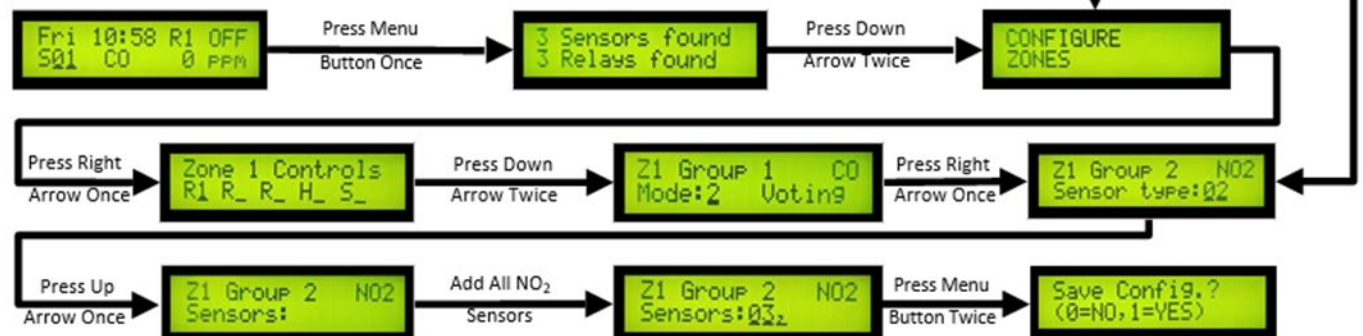 Fri 10:58 R1 OFF
S01 CO 0 PPM
Press Menu
Button Once
3 Sensors found
3 Relays found
Press Down
Arrow Twice
CONFIGURE
ZONES
Press Right
Arrow Once
Zone 1 Controls
R1 R_ R_ H_ S_
Press Down
Arrow Twice
Z1 Group 1 CO
Mode:2 Voting
Press Right
Arrow Once
Z1 Group 2 NO2
Sensor type:02
Press Up
Arrow Once
Z1 Group 2 NO2
Sensors:
Add All NO₂
Sensors
Z1 Group 2 NO2
Sensors:03,
Press Menu
Button Twice
Save Config.?
(0=NO,1=YES)